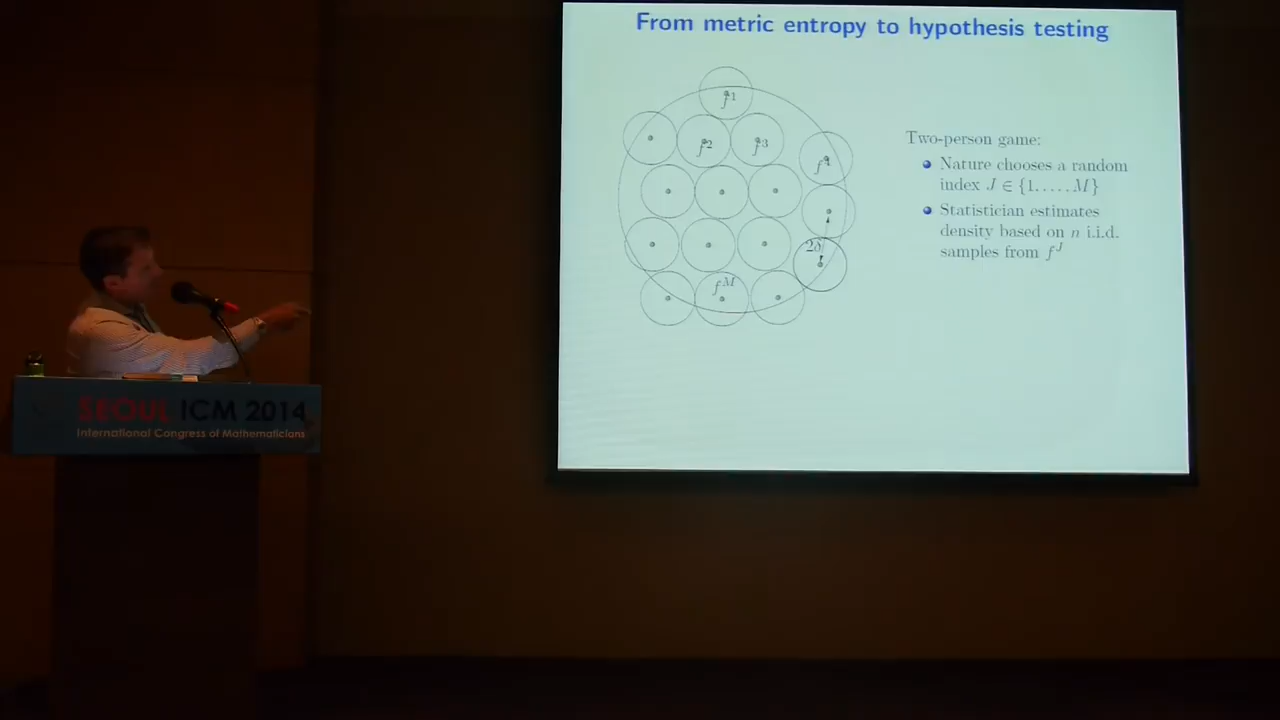 From metric entropy to hypothesis testing
f¹
f²
f³
f⁴
2δ
f^M
Two-person game:
Nature chooses a random
index J ∈ {1, . . . , M}
Statistician estimates
density based on n i.i.d.
samples from f^J
SEOUL ICM 2014
International Congress of Mathematicians